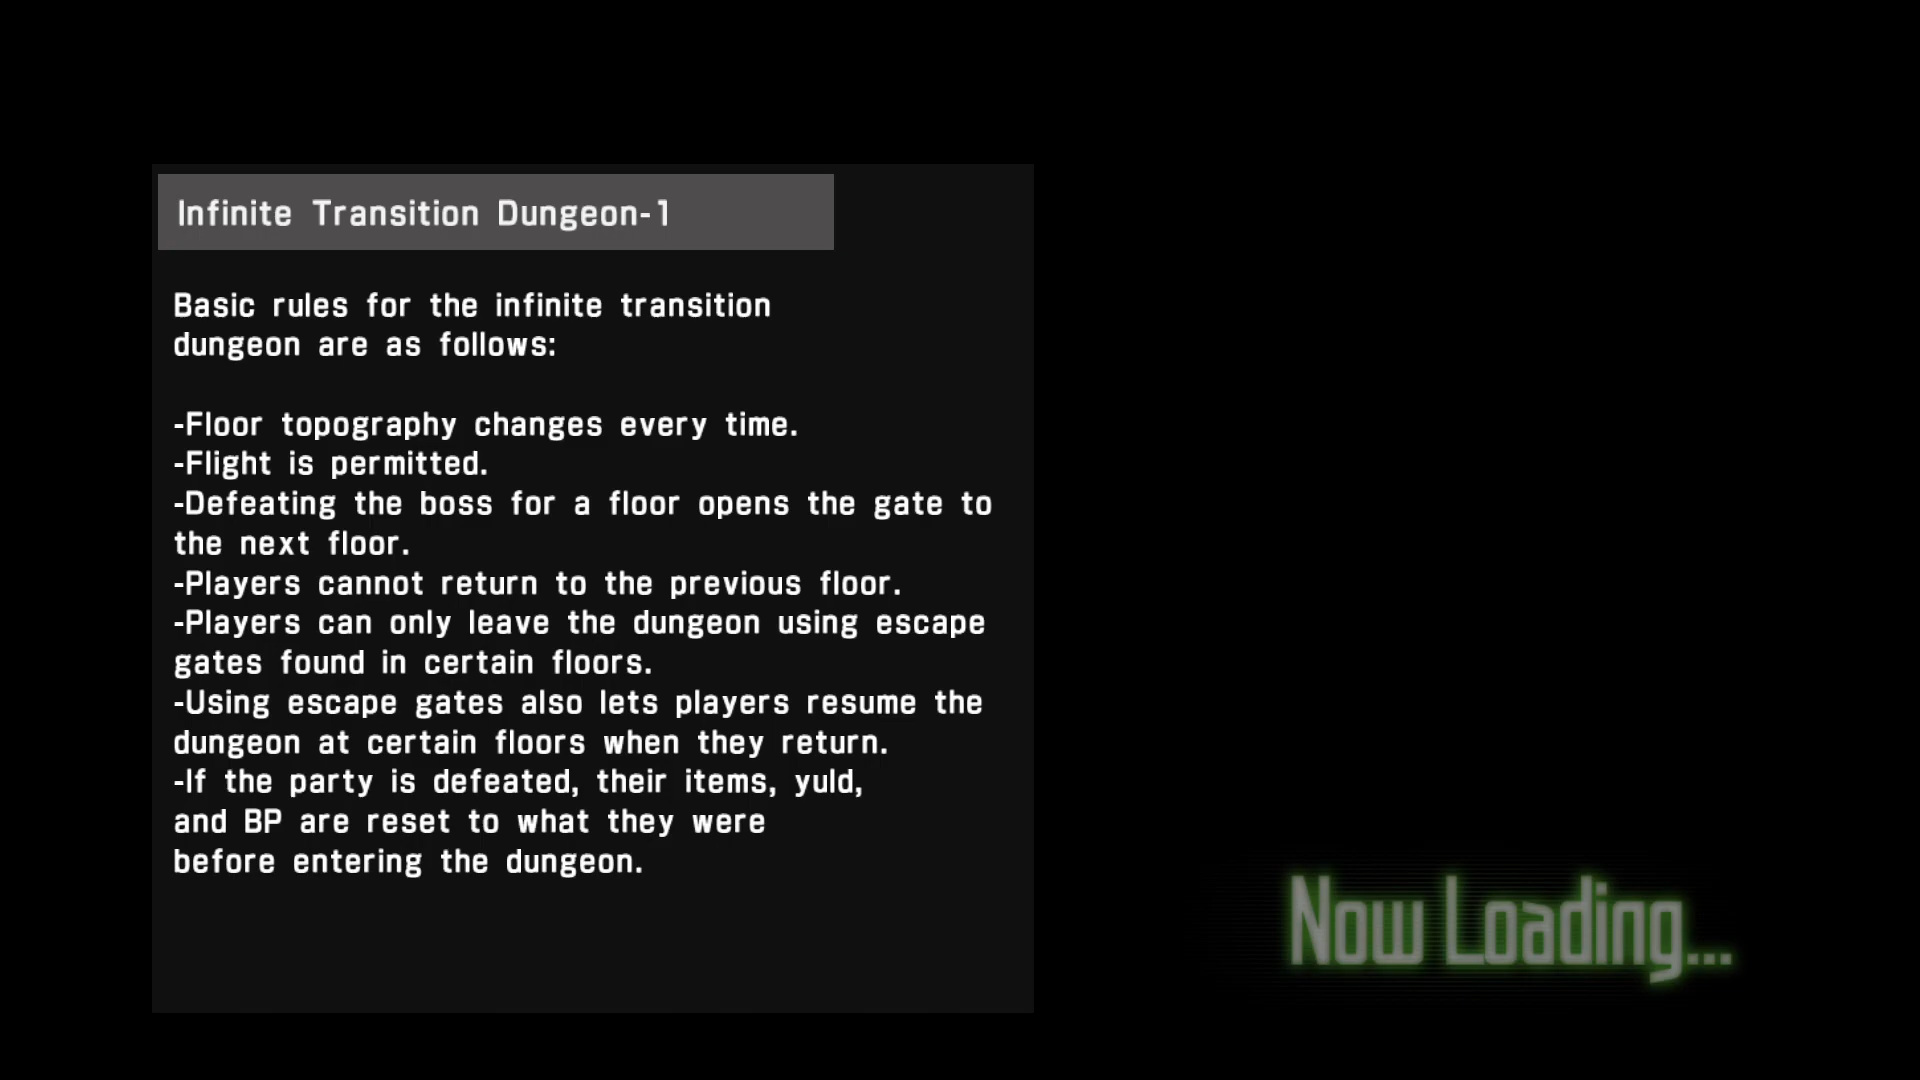 Infinite Transition Dungeon-1
Basic rules for the infinite transition
dungeon are as follows:
-Floor topography changes every time.
-Flight is permitted.
-Defeating the boss for a floor opens the gate to
the next floor.
-Players cannot return to the previous floor.
-Players can only leave the dungeon using escape
gates found in certain floors.
-Using escape gates also lets players resume the
dungeon at certain floors when they return.
-If the party is defeated, their items, yuld,
and BP are reset to what they were
before entering the dungeon.
Now Loading...